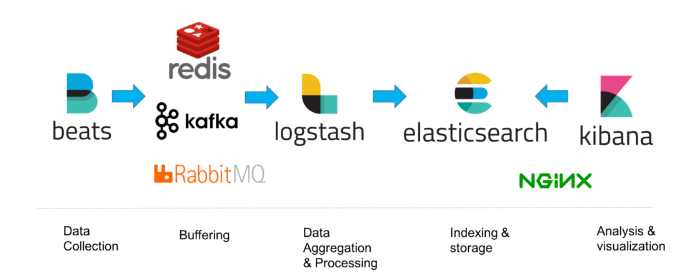 redis
beats
kafka
logstash
elasticsearch
kibana
RabbitMQ
NGINX
Data
Collection
Buffering
Data
Aggregation
& Processing
Indexing &
storage
Analysis &
visualization